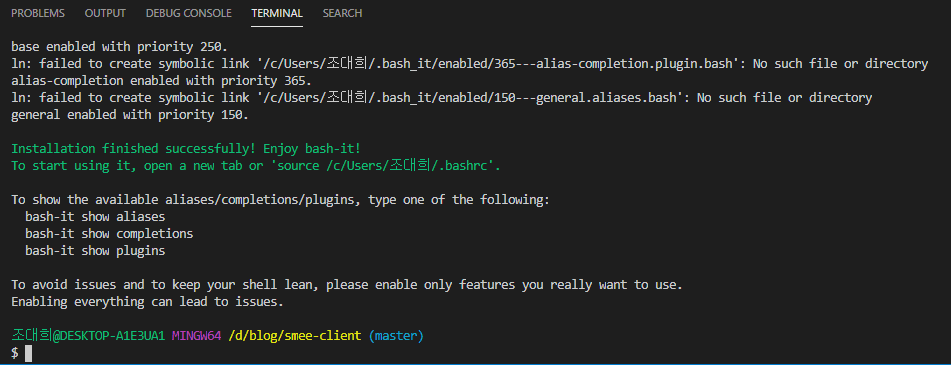 PROBLEMS OUTPUT DEBUG CONSOLE TERMINAL SEARCH
base enabled with priority 250.
ln: failed to create symbolic link '/c/Users/조대희/.bash_it/enabled/365---alias-completion.plugin.bash': No such file or directory
alias-completion enabled with priority 365.
ln: failed to create symbolic link '/c/Users/조대희/.bash_it/enabled/150---general.aliases.bash': No such file or directory
general enabled with priority 150.
Installation finished successfully! Enjoy bash-it!
To start using it, open a new tab or 'source /c/Users/조대희/.bashrc'.
To show the available aliases/completions/plugins, type one of the following:
bash-it show aliases
bash-it show completions
bash-it show plugins
To avoid issues and to keep your shell lean, please enable only features you really want to use.
Enabling everything can lead to issues.
조대희@DESKTOP-A1E3UA1 MINGW64 /d/blog/smee-client (master)
$